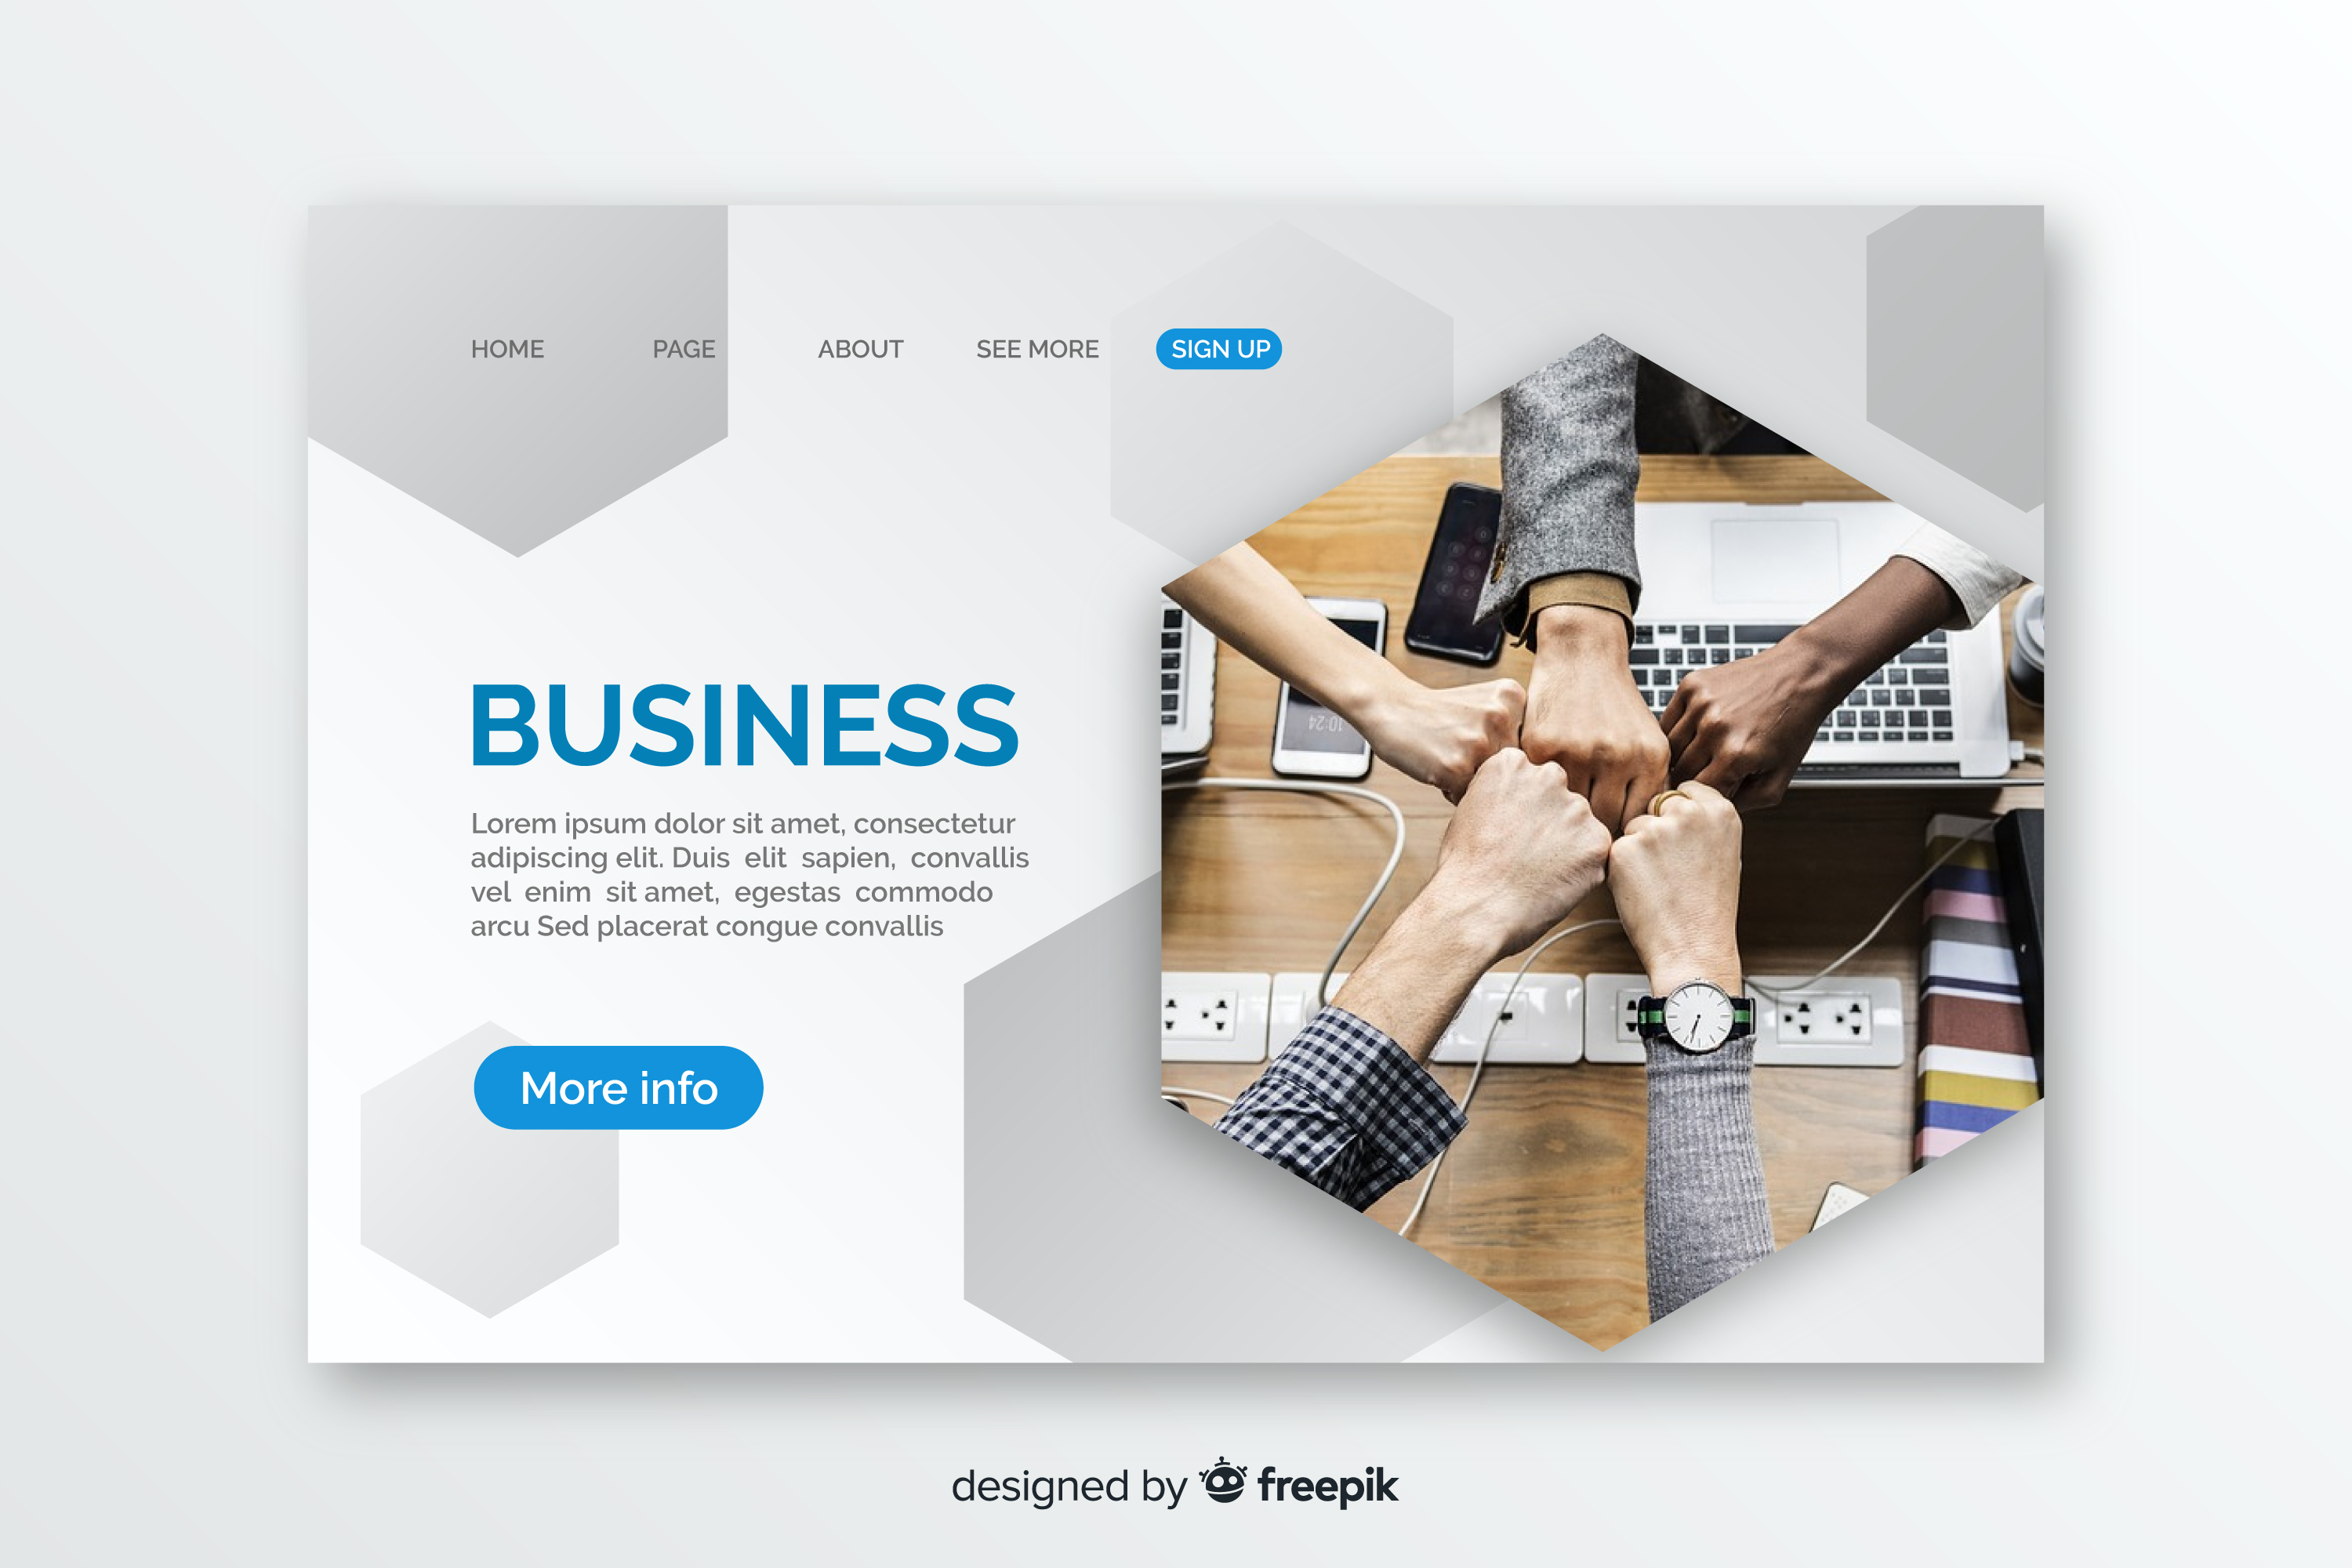 HOME PAGE ABOUT SEE MORE SIGN UP
BUSINESS
Lorem ipsum dolor sit amet, consectetur
adipiscing elit. Duis elit sapien, convallis
vel enim sit amet, egestas commodo
arcu Sed placerat congue convallis
More info
10:24
designed by freepik